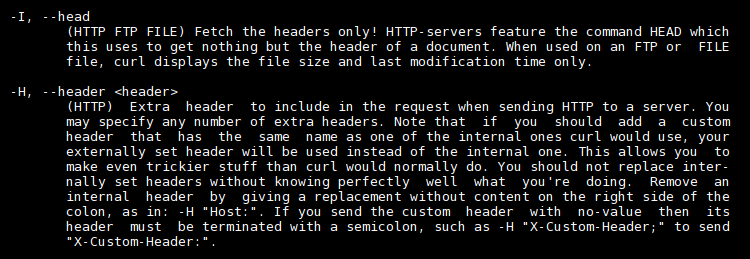 -I, --head
(HTTP FTP FILE) Fetch the headers only! HTTP-servers feature the command HEAD which
this uses to get nothing but the header of a document. When used on an FTP or  FILE
file, curl displays the file size and last modification time only.
-H, --header <header>
(HTTP)  Extra  header  to include in the request when sending HTTP to a server. You
may specify any number of extra headers. Note that  if  you  should  add  a  custom
header  that  has  the  same  name as one of the internal ones curl would use, your
externally set header will be used instead of the internal one. This allows you  to
make even trickier stuff than curl would normally do. You should not replace inter-
nally set headers without knowing perfectly  well  what  you're  doing.  Remove  an
internal  header  by  giving a replacement without content on the right side of the
colon, as in: -H "Host:". If you send the custom  header  with  no-value  then  its
header  must  be terminated with a semicolon, such as -H "X-Custom-Header;" to send
"X-Custom-Header:".